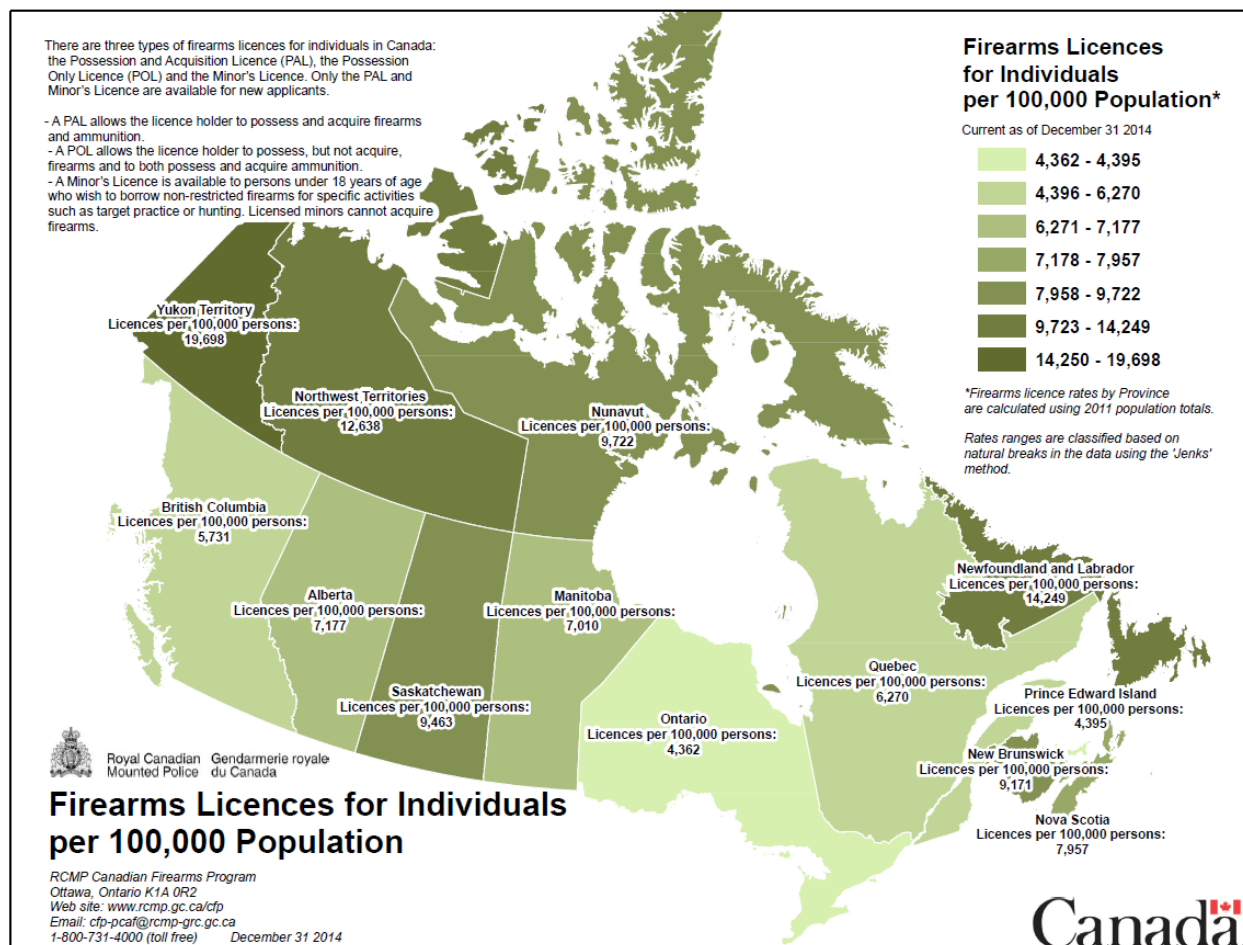 There are three types of firearms licences for individuals in Canada:
the Possession and Acquisition Licence (PAL), the Possession
Only Licence (POL) and the Minor's Licence. Only the PAL and
Minor's Licence are available for new applicants.
- A PAL allows the licence holder to possess and acquire firearms
and ammunition.
- A POL allows the licence holder to possess, but not acquire,
firearms and to both possess and acquire ammunition.
- A Minor's Licence is available to persons under 18 years of age
who wish to borrow non-restricted firearms for specific activities
such as target practice or hunting. Licensed minors cannot acquire
firearms.
Firearms Licences
for Individuals
per 100,000 Population*
Current as of December 31 2014
4,362 - 4,395
4,396 - 6,270
6,271 - 7,177
7,178 - 7,957
7,958 - 9,722
9,723 - 14,249
14,250 - 19,698
*Firearms licence rates by Province
are calculated using 2011 population totals.
Rates ranges are classified based on
natural breaks in the data using the 'Jenks'
method.
Yukon Territory
Licences per 100,000 persons:
19,698
Northwest Territories
Licences per 100,000 persons:
12,638
Nunavut
Licences per 100,000 persons:
9,722
British Columbia
Licences per 100,000 persons:
5,731
Alberta
Licences per 100,000 persons:
7,177
Saskatchewan
Licences per 100,000 persons:
9,463
Manitoba
Licences per 100,000 persons:
7,010
Ontario
Licences per 100,000 persons:
4,362
Quebec
Licences per 100,000 persons:
6,270
Newfoundland and Labrador
Licences per 100,000 persons:
14,249
Prince Edward Island
Licences per 100,000 persons:
4,395
New Brunswick
Licences per 100,000 persons:
9,171
Nova Scotia
Licences per 100,000 persons:
7,957
Royal Canadian Gendarmerie royale
Mounted Police du Canada
Firearms Licences for Individuals
per 100,000 Population
RCMP Canadian Firearms Program
Ottawa, Ontario K1A 0R2
Web site: www.rcmp.gc.ca/cfp
Email: cfp-pcaf@rcmp-grc.gc.ca
1-800-731-4000 (toll free) December 31 2014
Canada